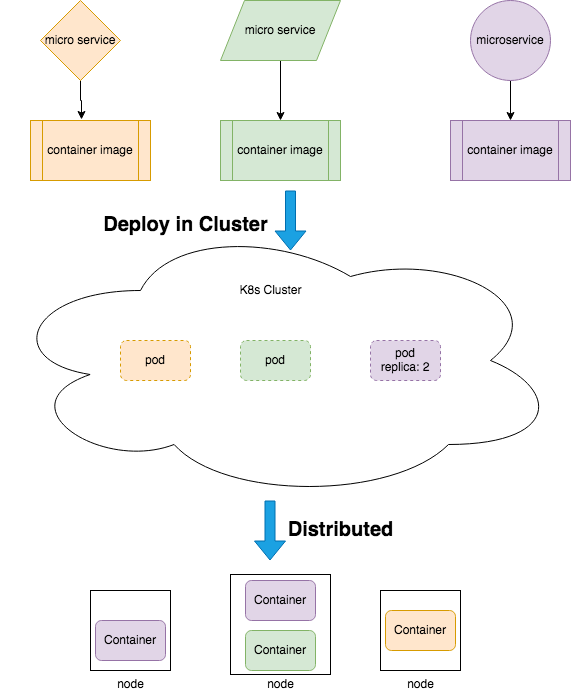 micro service
micro service
microservice
container image
container image
container image
Deploy in Cluster
K8s Cluster
pod
pod
pod
replica: 2
Distributed
Container
Container
Container
Container
node
node
node